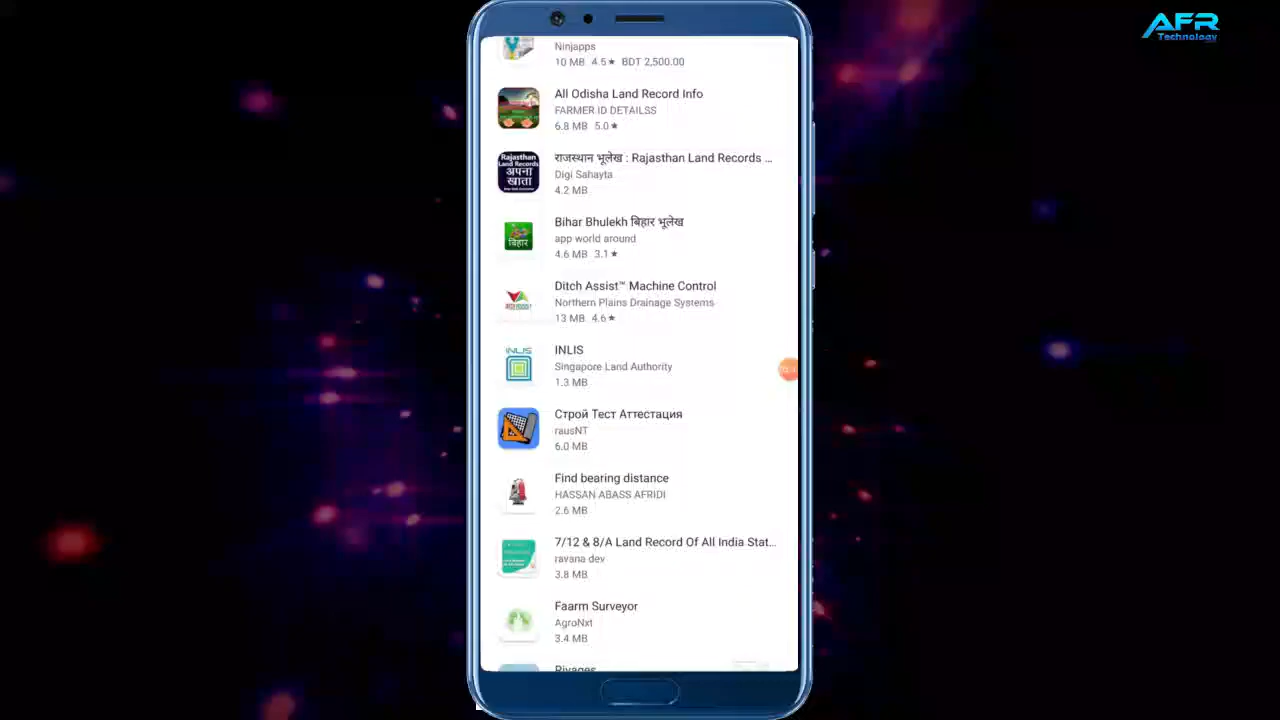 AFR
Technology
Ninjapps
10 MB 4.5★ BDT 2,500.00
All Odisha Land Record Info
FARMER ID DETAILSS
6.8 MB 5.0★
Rajasthan
Land Records
अपना
खाता
राजस्थान भूलेख : Rajasthan Land Records ...
Digi Sahayta
4.2 MB
बिहार
Bihar Bhulekh बिहार भूलेख
app world around
4.6 MB 3.1★
Ditch Assist™ Machine Control
Northern Plains Drainage Systems
13 MB 4.6★
INLIS
INLIS
Singapore Land Authority
1.3 MB
Строй Тест Аттестация
rausNT
6.0 MB
Find bearing distance
HASSAN ABASS AFRIDI
2.6 MB
7/12 & 8/A Land Record Of All India Stat...
ravana dev
3.8 MB
Faarm Surveyor
AgroNxt
3.4 MB
Rivages